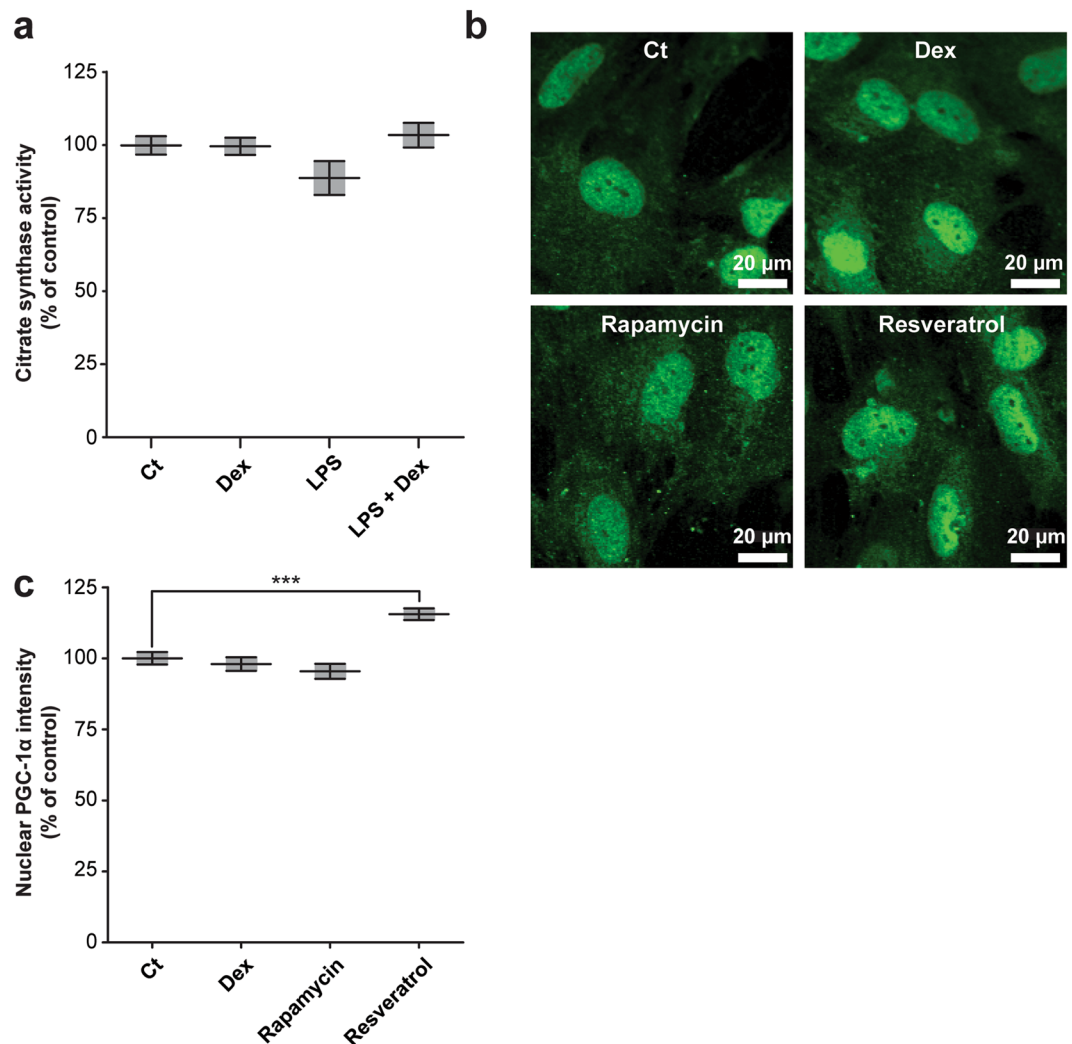 a
Citrate synthase activity
(% of control)
125
100
75
50
25
0
Ct
Dex
LPS
LPS + Dex
b
Ct
20 µm
Dex
20 µm
Rapamycin
20 µm
Resveratrol
20 µm
c
Nuclear PGC-1α intensity
(% of control)
125
100
75
50
25
0
***
Ct
Dex
Rapamycin
Resveratrol